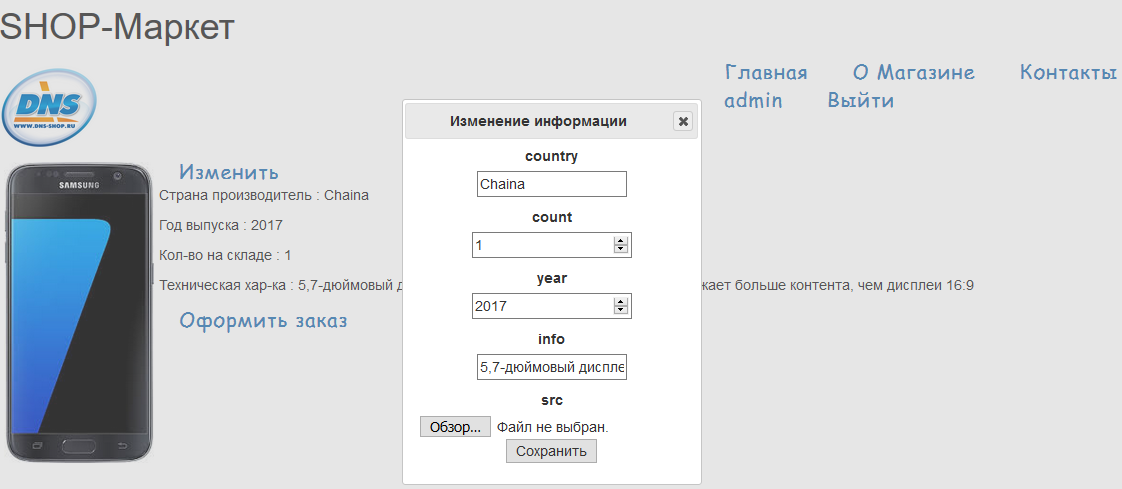 SHOP-Маркет
DNS
WWW.DNS-SHOP.RU
Главная О Магазине Контакты
admin Выйти
SAMSUNG
Изменить
Страна производитель : Chaina
Год выпуска : 2017
Кол-во на складе : 1
Техническая хар-ка : 5,7-дюймовый д
жает больше контента, чем дисплеи 16:9
Оформить заказ
Изменение информации
country
Chaina
count
1
year
2017
info
5,7-дюймовый диспле
src
Обзор... Файл не выбран.
Сохранить